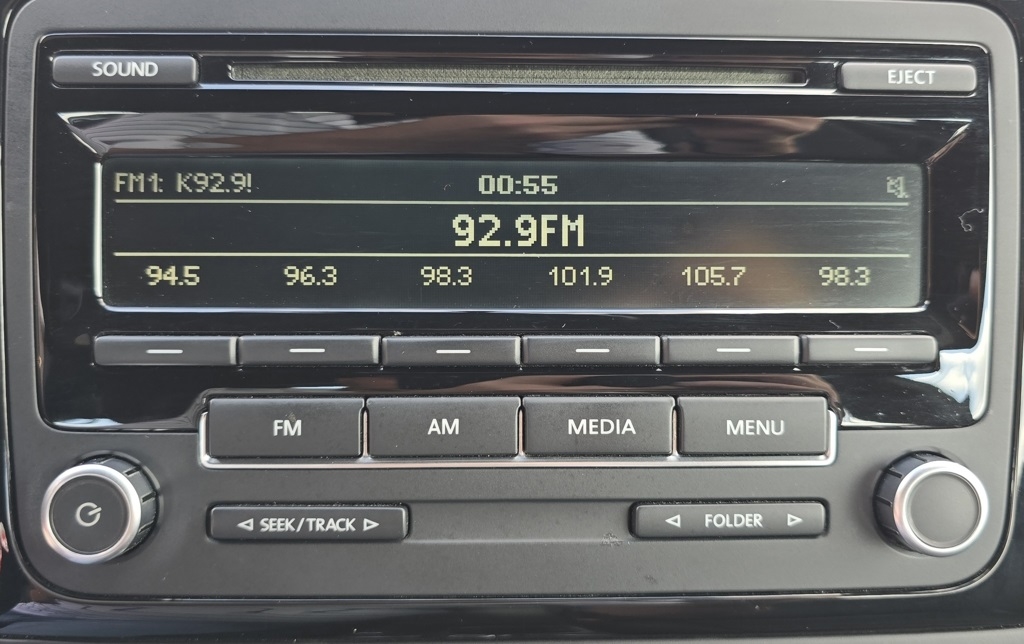 SOUND EJECT
FM1: K92.9! 00:55
92.9FM
94.5 96.3 98.3 101.9 105.7 98.3
FM AM MEDIA MENU
SEEK/TRACK FOLDER